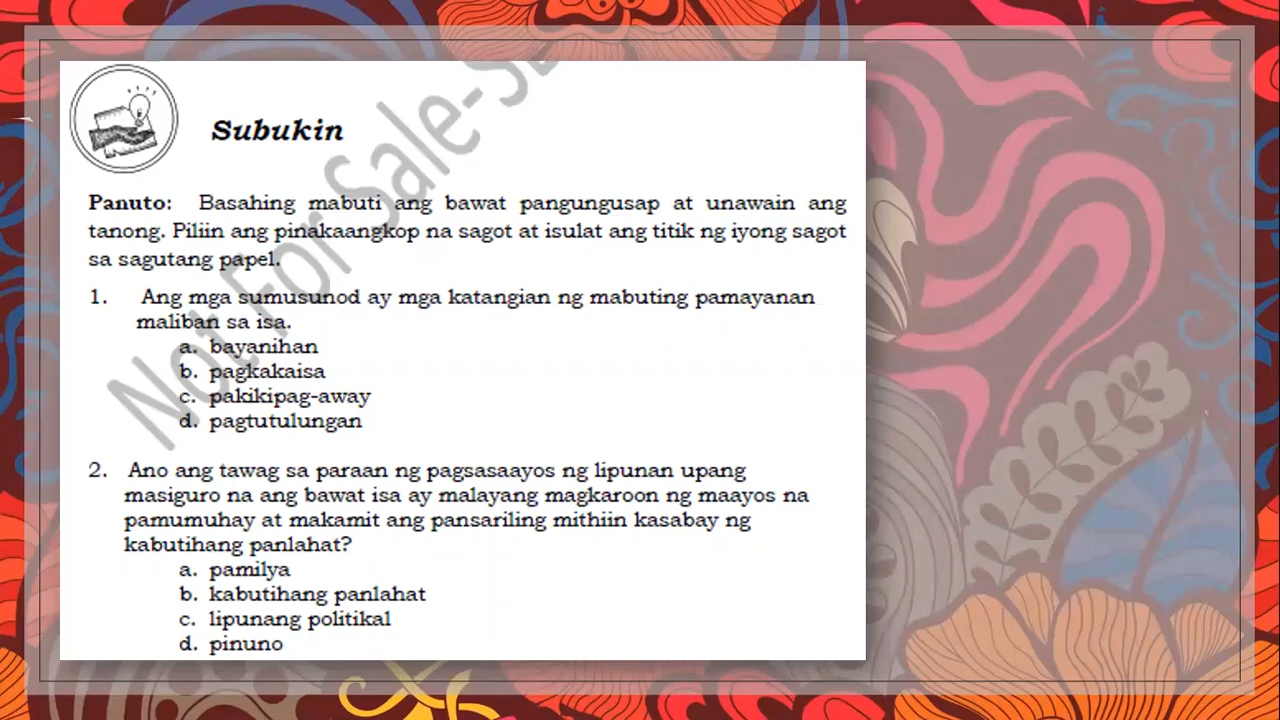 Subukin
Panuto: Basahing mabuti ang bawat pangungusap at unawain ang
tanong. Piliin ang pinakaangkop na sagot at isulat ang titik ng iyong sagot
sa sagutang papel.
1. Ang mga sumusunod ay mga katangian ng mabuting pamayanan
maliban sa isa.
a. bayanihan
b. pagkakaisa
c. pakikipag-away
d. pagtutulungan
2. Ano ang tawag sa paraan ng pagsasaayos ng lipunan upang
masiguro na ang bawat isa ay malayang magkaroon ng maayos na
pamumuhay at makamit ang pansariling mithiin kasabay ng
kabutihang panlahat?
a. pamilya
b. kabutihang panlahat
c. lipunang politikal
d. pinuno
Not For Sale-